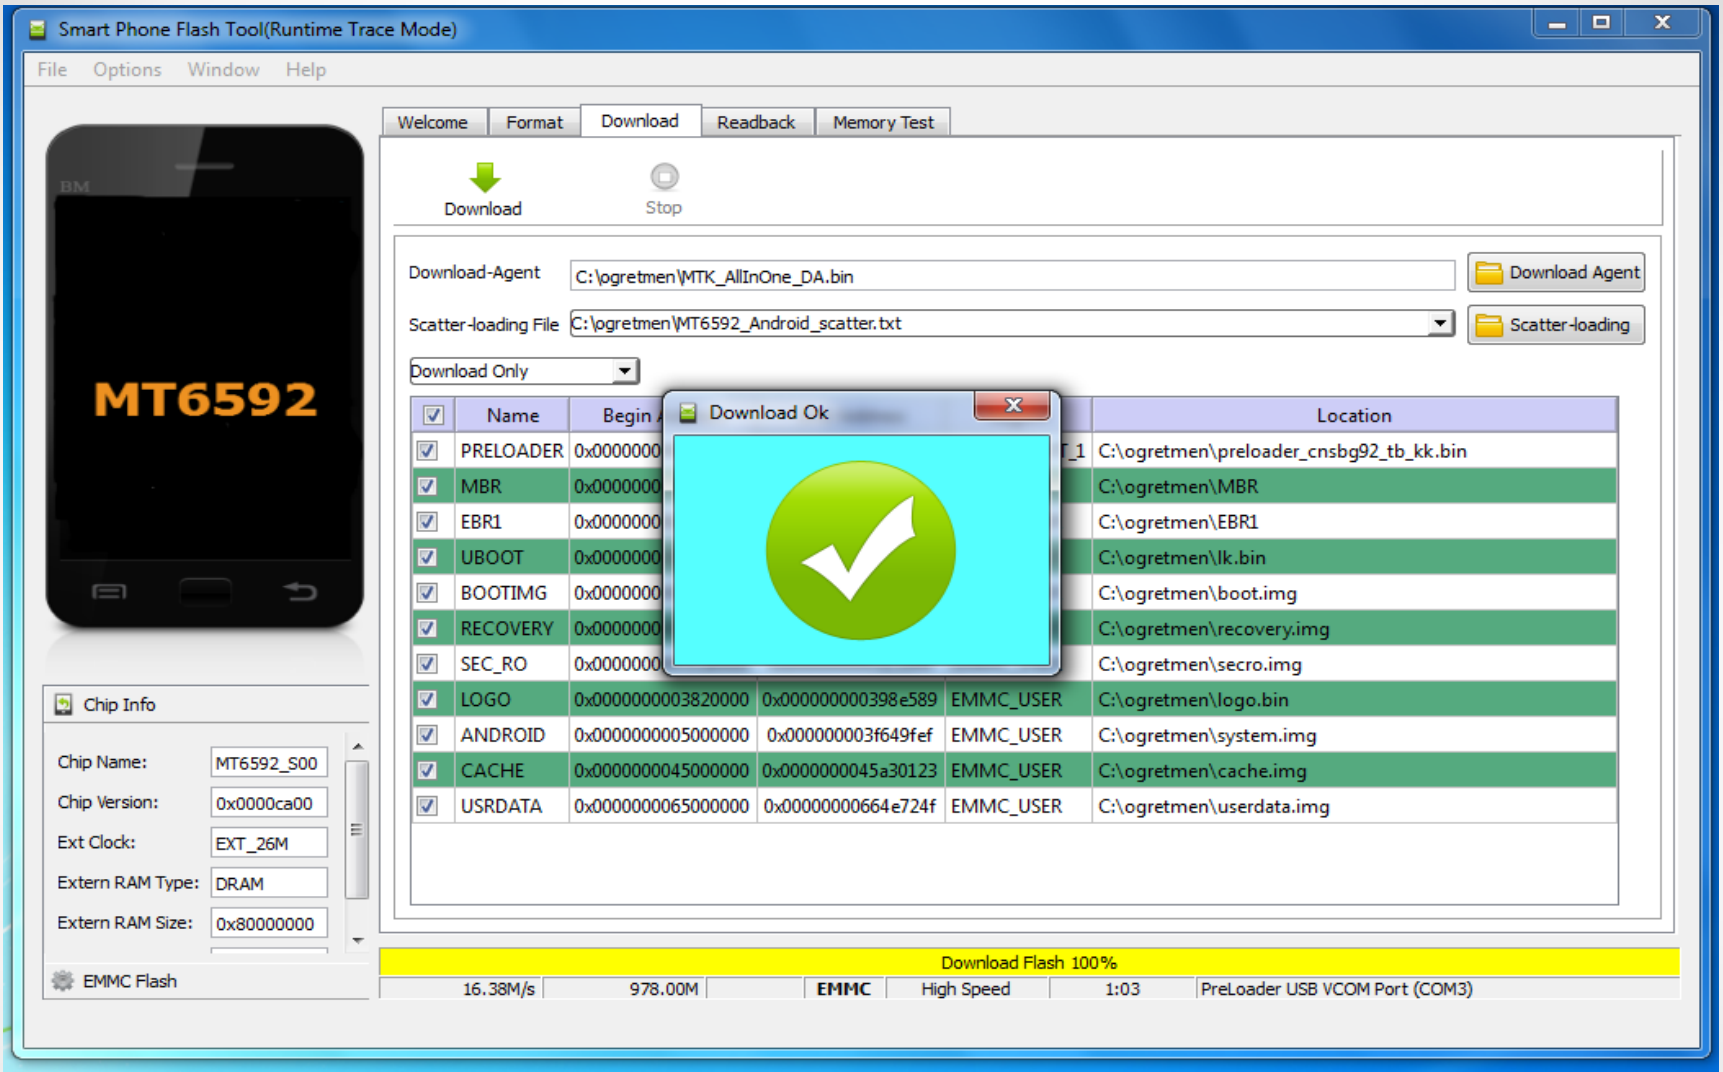 Smart Phone Flash Tool(Runtime Trace Mode)
File Options Window Help
BM
MT6592
Welcome Format Download Readback Memory Test
Download Stop
Download-Agent C:\ogretmen\MTK_AllInOne_DA.bin Download Agent
Scatter-loading File C:\ogretmen\MT6592_Android_scatter.txt Scatter-loading
Download Only
Name Begin Location
Download Ok
PRELOADER 0x0000000 _1 C:\ogretmen\preloader_cnsbg92_tb_kk.bin
MBR 0x0000000 C:\ogretmen\MBR
EBR1 0x0000000 C:\ogretmen\EBR1
UBOOT 0x0000000 C:\ogretmen\lk.bin
BOOTIMG 0x0000000 C:\ogretmen\boot.img
RECOVERY 0x0000000 C:\ogretmen\recovery.img
SEC_RO 0x0000000 C:\ogretmen\secro.img
LOGO 0x0000000003820000 0x000000000398e589 EMMC_USER C:\ogretmen\logo.bin
ANDROID 0x0000000005000000 0x000000003f649fef EMMC_USER C:\ogretmen\system.img
CACHE 0x0000000045000000 0x0000000045a30123 EMMC_USER C:\ogretmen\cache.img
USRDATA 0x0000000065000000 0x00000000664e724f EMMC_USER C:\ogretmen\userdata.img
Chip Info
Chip Name: MT6592_S00
Chip Version: 0x0000ca00
Ext Clock: EXT_26M
Extern RAM Type: DRAM
Extern RAM Size: 0x80000000
EMMC Flash
Download Flash 100%
16.38M/s 978.00M EMMC High Speed 1:03 PreLoader USB VCOM Port (COM3)